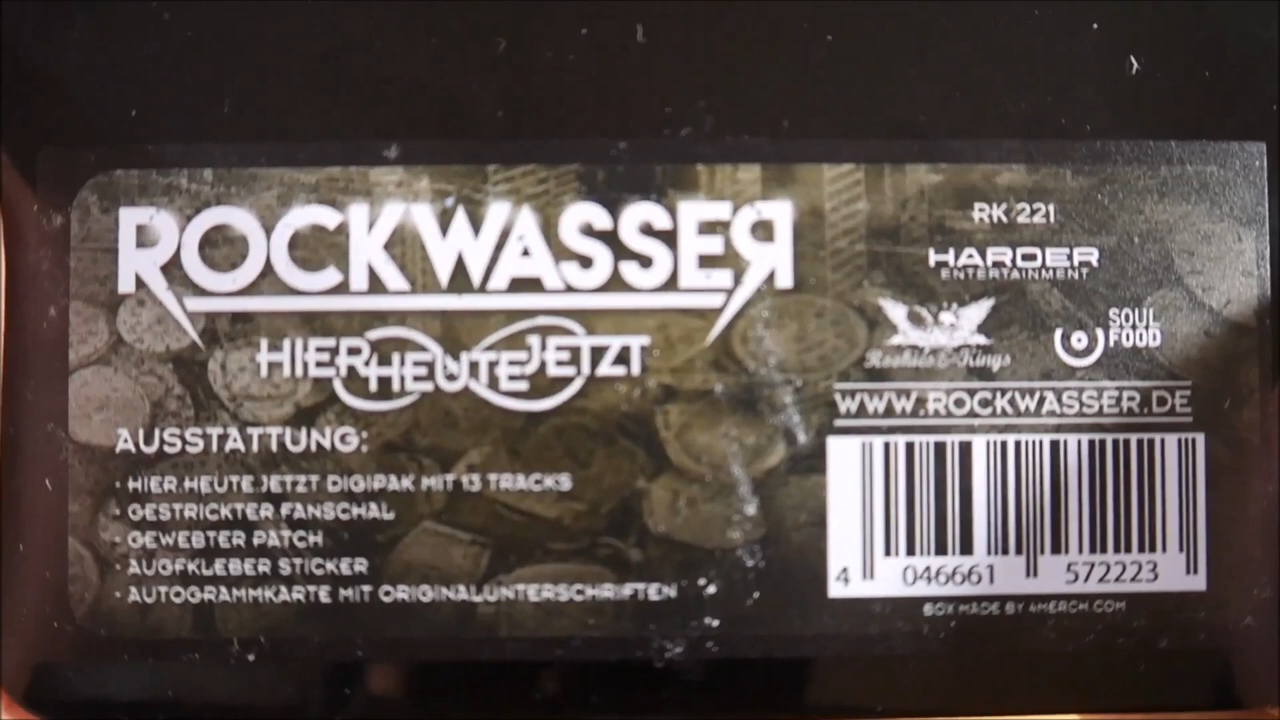 ROCKWASSER
HIER HEUTE JETZT
AUSSTATTUNG:
· HIER.HEUTE.JETZT DIGIPAK MIT 13 TRACKS
· GESTRICKTER FANSCHAL
· GEWEBTER PATCH
· AUGFKLEBER STICKER
· AUTOGRAMMKARTE MIT ORIGINALUNTERSCHRIFTEN
RK 221
HARDER
ENTERTAINMENT
Rookies & Kings
SOUL
FOOD
WWW.ROCKWASSER.DE
4 046661 572223
BOX MADE BY 4MERCH.COM